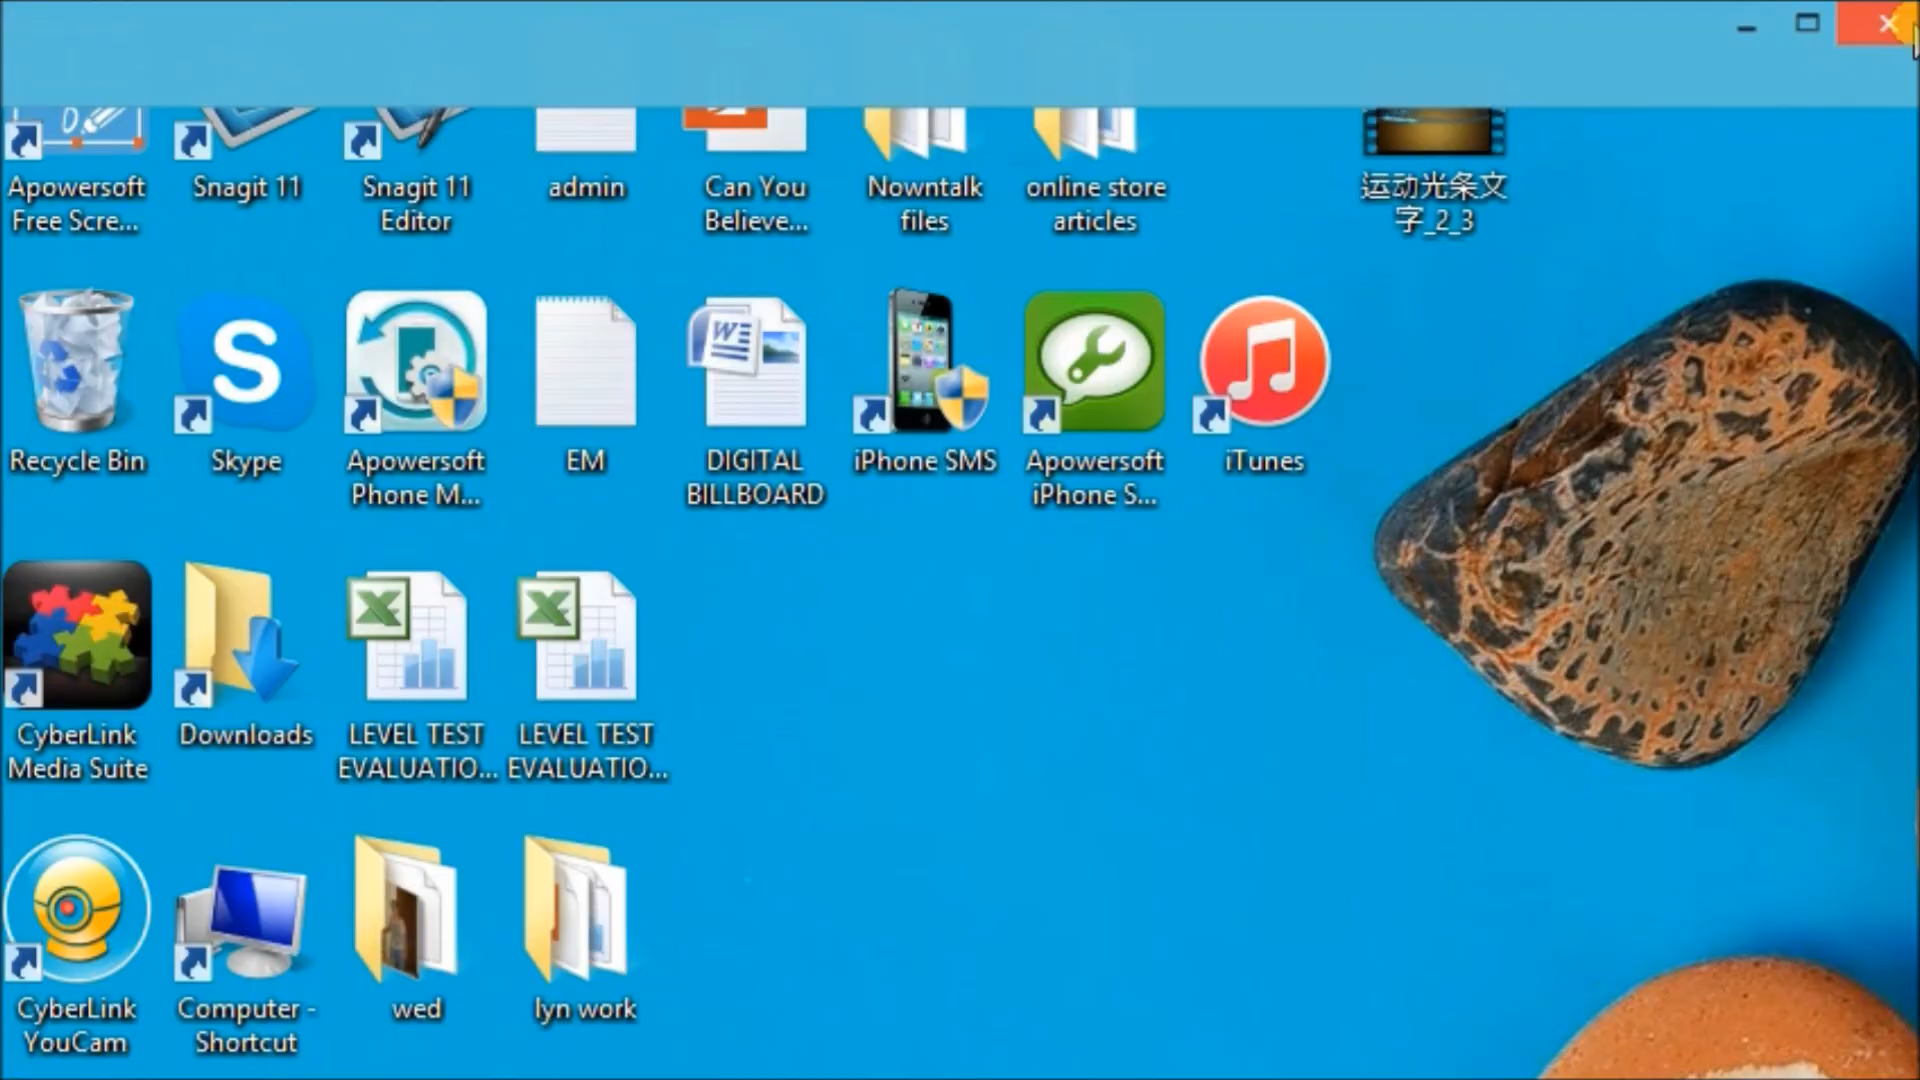 Apowersoft
Free Scre...
Snagit 11
Snagit 11
Editor
admin
Can You
Believe...
Nowntalk
files
online store
articles
运动光条文
字_2_3
Recycle Bin
S
Skype
Apowersoft
Phone M...
EM
W
DIGITAL
BILLBOARD
iPhone SMS
Apowersoft
iPhone S...
iTunes
CyberLink
Media Suite
Downloads
X
LEVEL TEST
EVALUATIO...
X
LEVEL TEST
EVALUATIO...
CyberLink
YouCam
Computer -
Shortcut
wed
lyn work